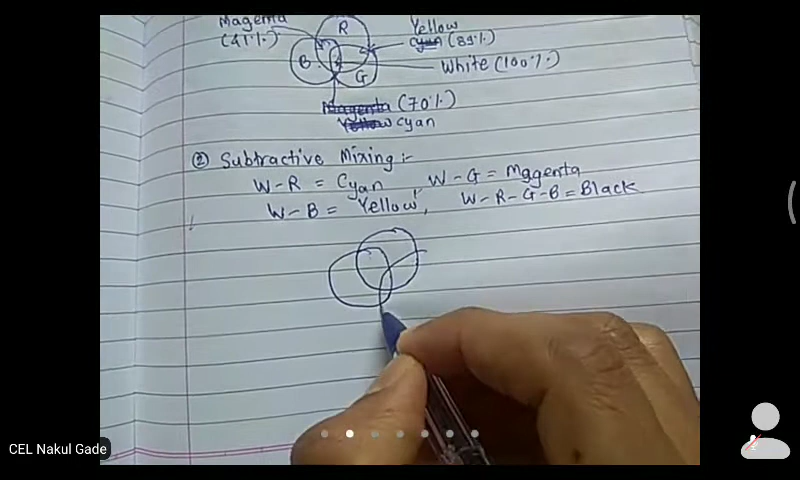 Magenta R Yellow
(41%) cyan (89%)
B G White (100%)
Magenta (70%)
Yellow cyan
② Subtractive Mixing:-
W-R = Cyan, W-G = Magenta
W-B = Yellow, W-R-G-B = Black
CEL Nakul Gade